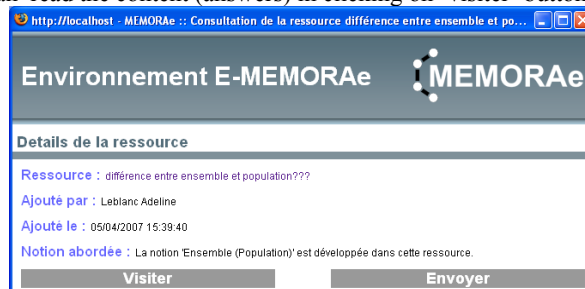 read the content (answers) in clicking on "visiter" button
http://localhost - MEMORAe :: Consultation de la ressource différence entre ensemble et po...
Environnement E-MEMORAe
MEMORAe
Details de la ressource
Ressource : différence entre ensemble et population???
Ajouté par : Leblanc Adeline
Ajouté le : 05/04/2007 15:39:40
Notion abordée : La notion 'Ensemble (Population)' est développée dans cette ressource.
Visiter Envoyer